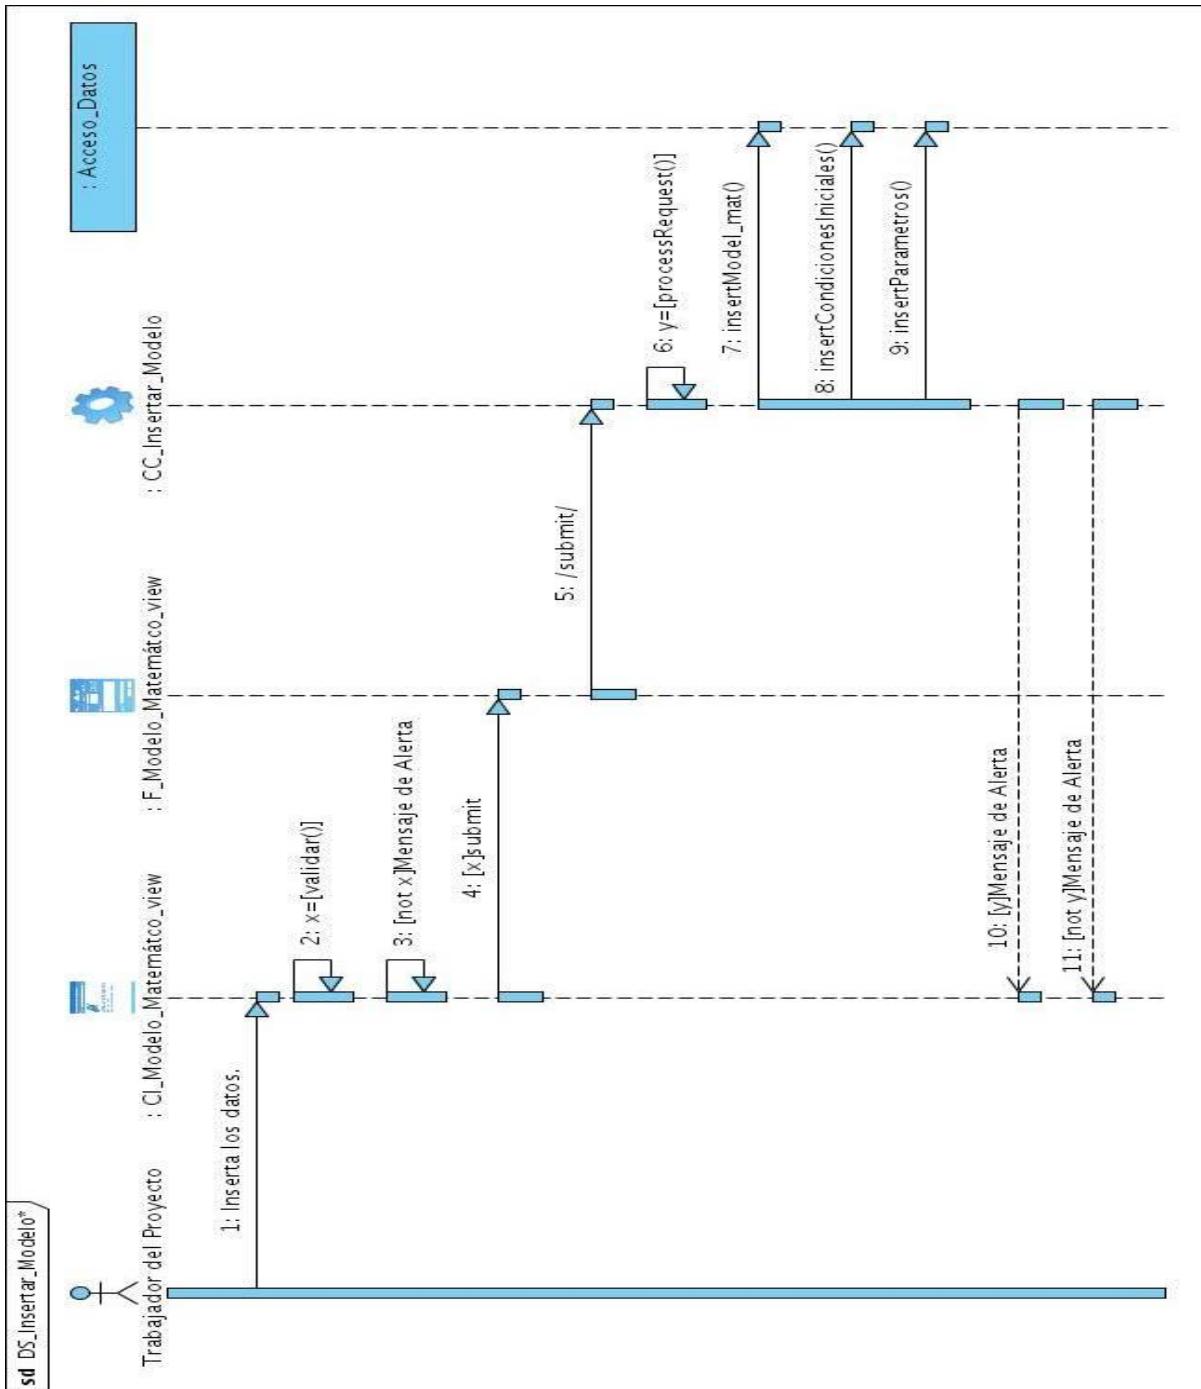 sd DS_Insertar_Modelo*
Trabajador del Proyecto
: CI_Modelo_Matemátco_view
: F_Modelo_Matemátco_view
: CC_Insertar_Modelo
: Acceso_Datos
1: Inserta los datos.
2: x=[validar()]
3: [not x]Mensaje de Alerta
4: [x]submit
5: /submit/
6: y=[processRequest()]
7: insertModel_mat()
8: insertCondicionesIniciales()
9: insertParametros()
10: [y]Mensaje de Alerta
11: [not y]Mensaje de Alerta